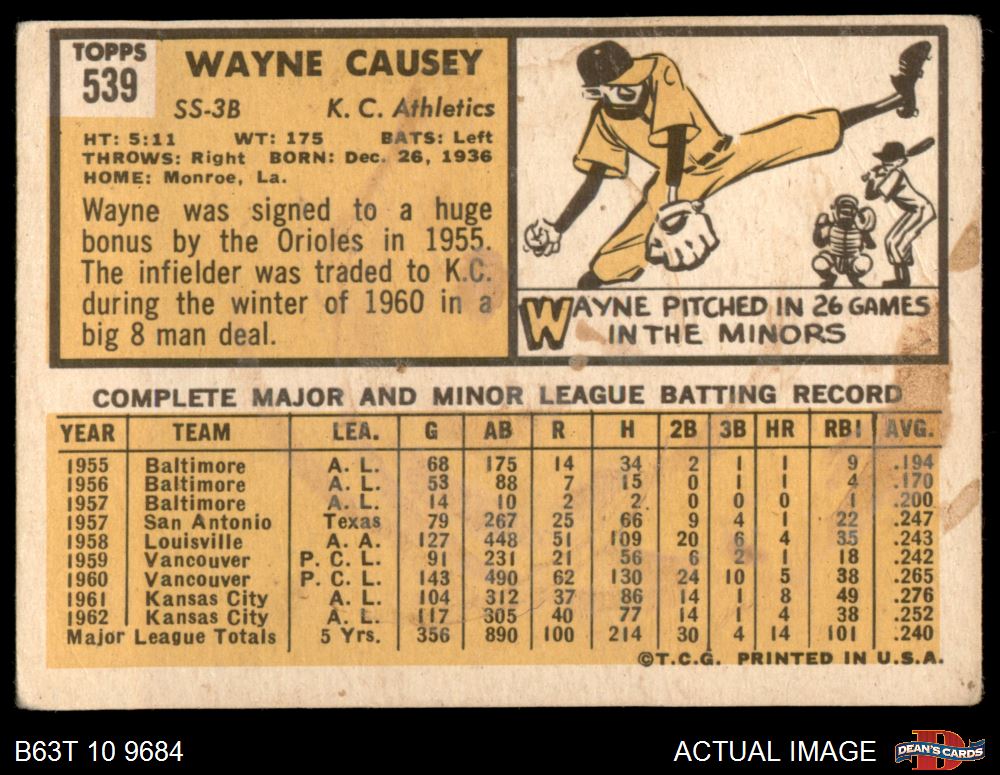 TOPPS
539
WAYNE CAUSEY
SS-3B K. C. Athletics
HT: 5:11 WT: 175 BATS: Left
THROWS: Right BORN: Dec. 26, 1936
HOME: Monroe, La.
Wayne was signed to a huge
bonus by the Orioles in 1955.
The infielder was traded to K.C.
during the winter of 1960 in a
big 8 man deal.
WAYNE PITCHED IN 26 GAMES
IN THE MINORS
COMPLETE MAJOR AND MINOR LEAGUE BATTING RECORD
YEAR TEAM LEA. G AB R H 2B 3B HR RBI AVG.
1955 Baltimore A. L. 68 175 14 34 2 1 1 9 .194
1956 Baltimore A. L. 53 88 7 15 0 1 1 4 .170
1957 Baltimore A. L. 14 10 2 2 0 0 0 1 .200
1957 San Antonio Texas 79 267 25 66 9 4 1 22 .247
1958 Louisville A. A. 127 448 51 109 20 6 4 35 .243
1959 Vancouver P. C. L. 91 231 21 56 6 2 1 18 .242
1960 Vancouver P. C. L. 143 490 62 130 24 10 5 38 .265
1961 Kansas City A. L. 104 312 37 86 14 1 8 49 .276
1962 Kansas City A. L. 117 305 40 77 14 1 4 38 .252
Major League Totals 5 Yrs. 356 890 100 214 30 4 14 101 .240
©T.C.G. PRINTED IN U.S.A.
B63T 10 9684 ACTUAL IMAGE DEAN'S CARDS